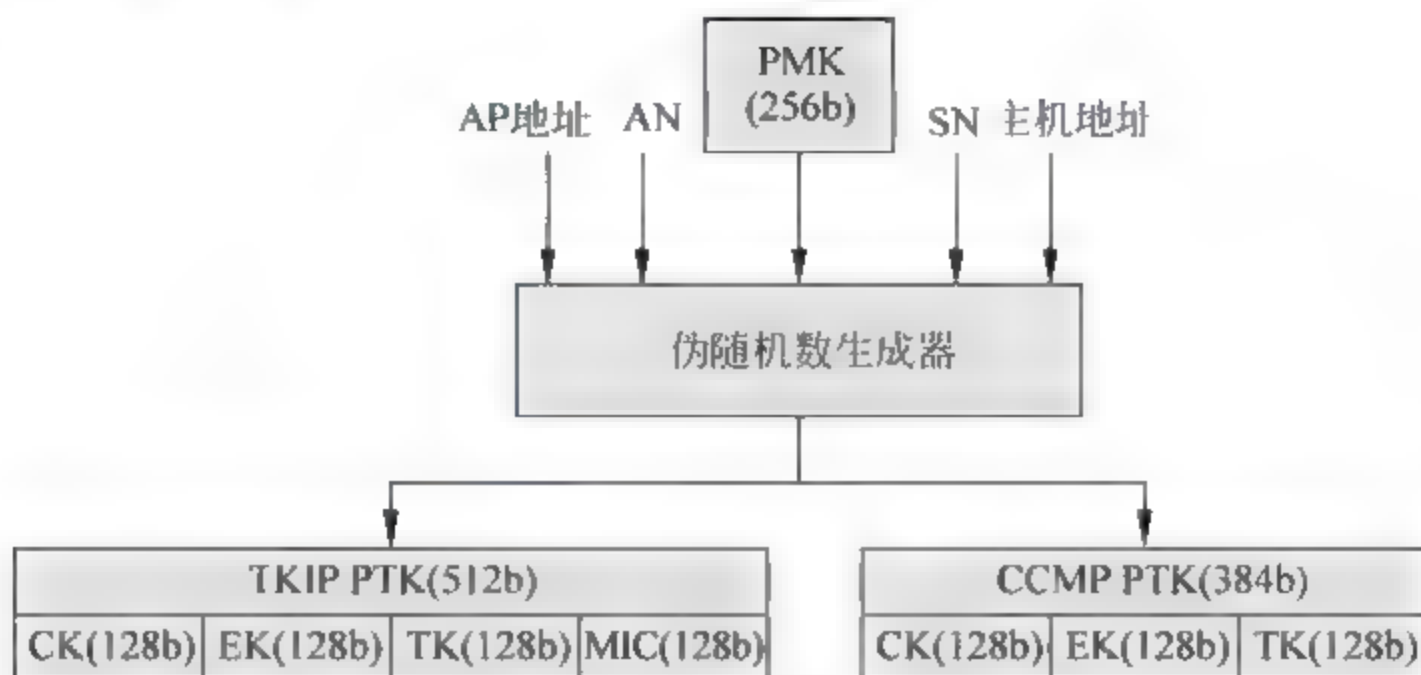 PMK
(256b)
AP地址 AN SN 主机地址
伪随机数生成器
TKIP PTK(512b) CCMP PTK(384b)
CK(128b) EK(128b) TK(128b) MIC(128b) CK(128b) EK(128b) TK(128b)